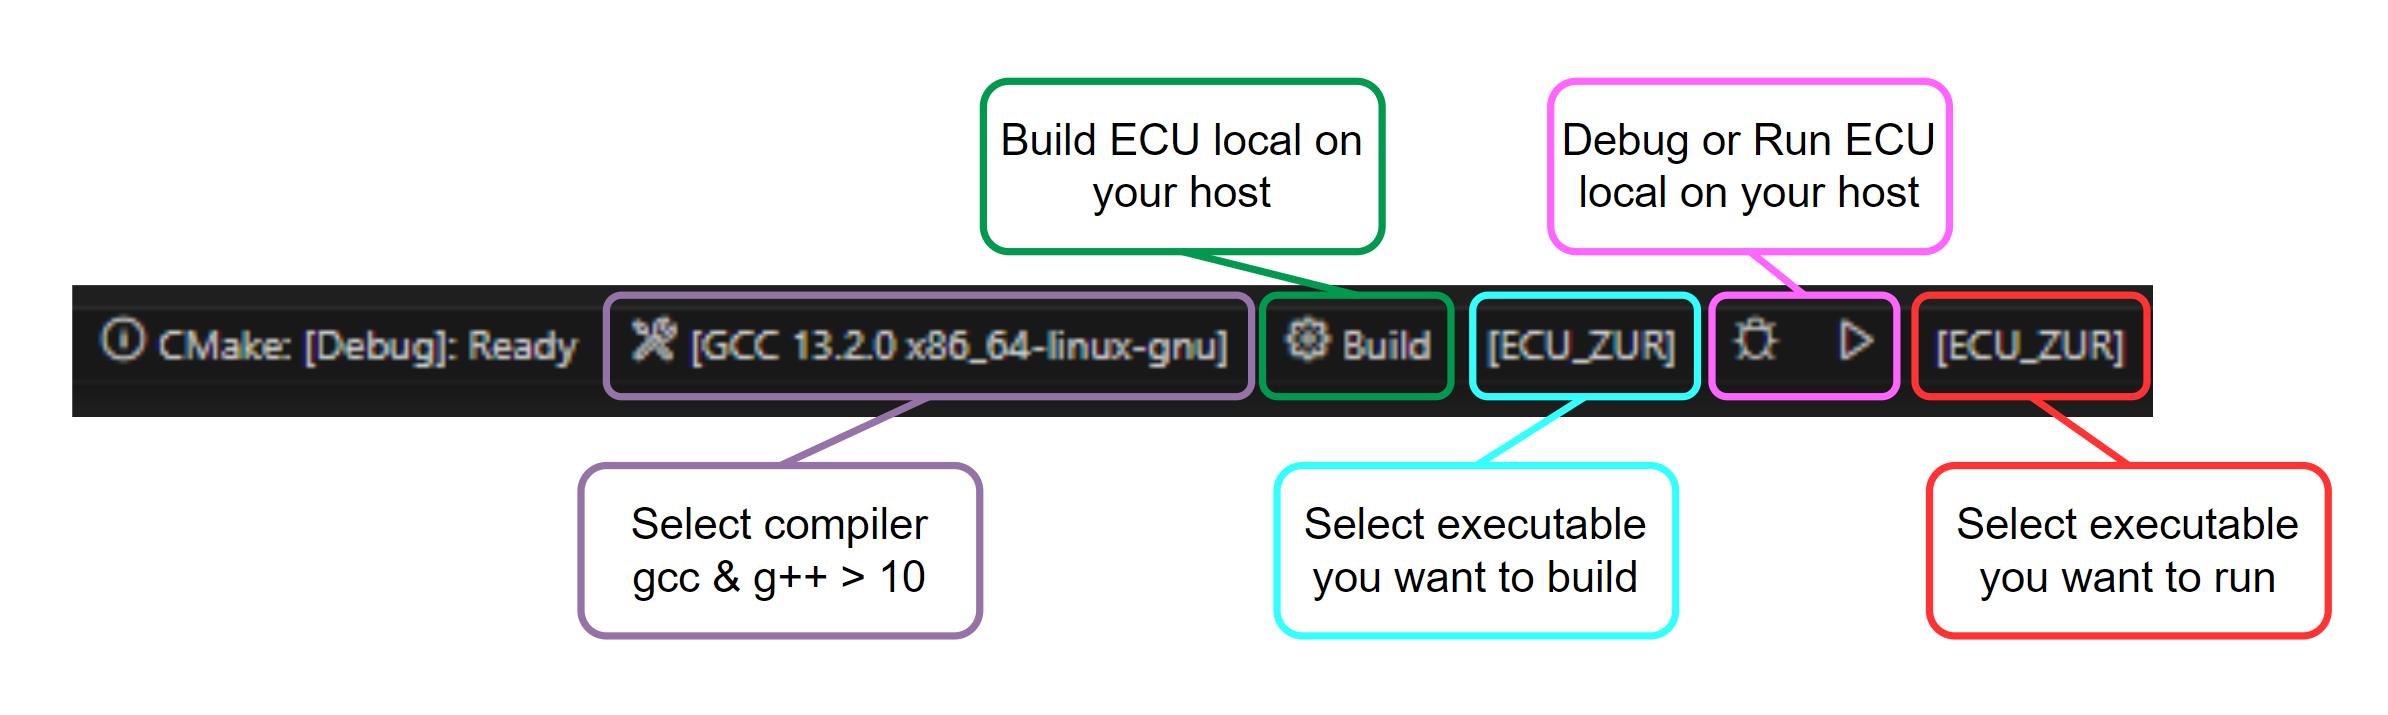 Build ECU local on
your host
Debug or Run ECU
local on your host
CMake: [Debug]: Ready
[GCC 13.2.0 x86_64-linux-gnu]
Build
[ECU_ZUR]
[ECU_ZUR]
Select compiler
gcc & g++ > 10
Select executable
you want to build
Select executable
you want to run